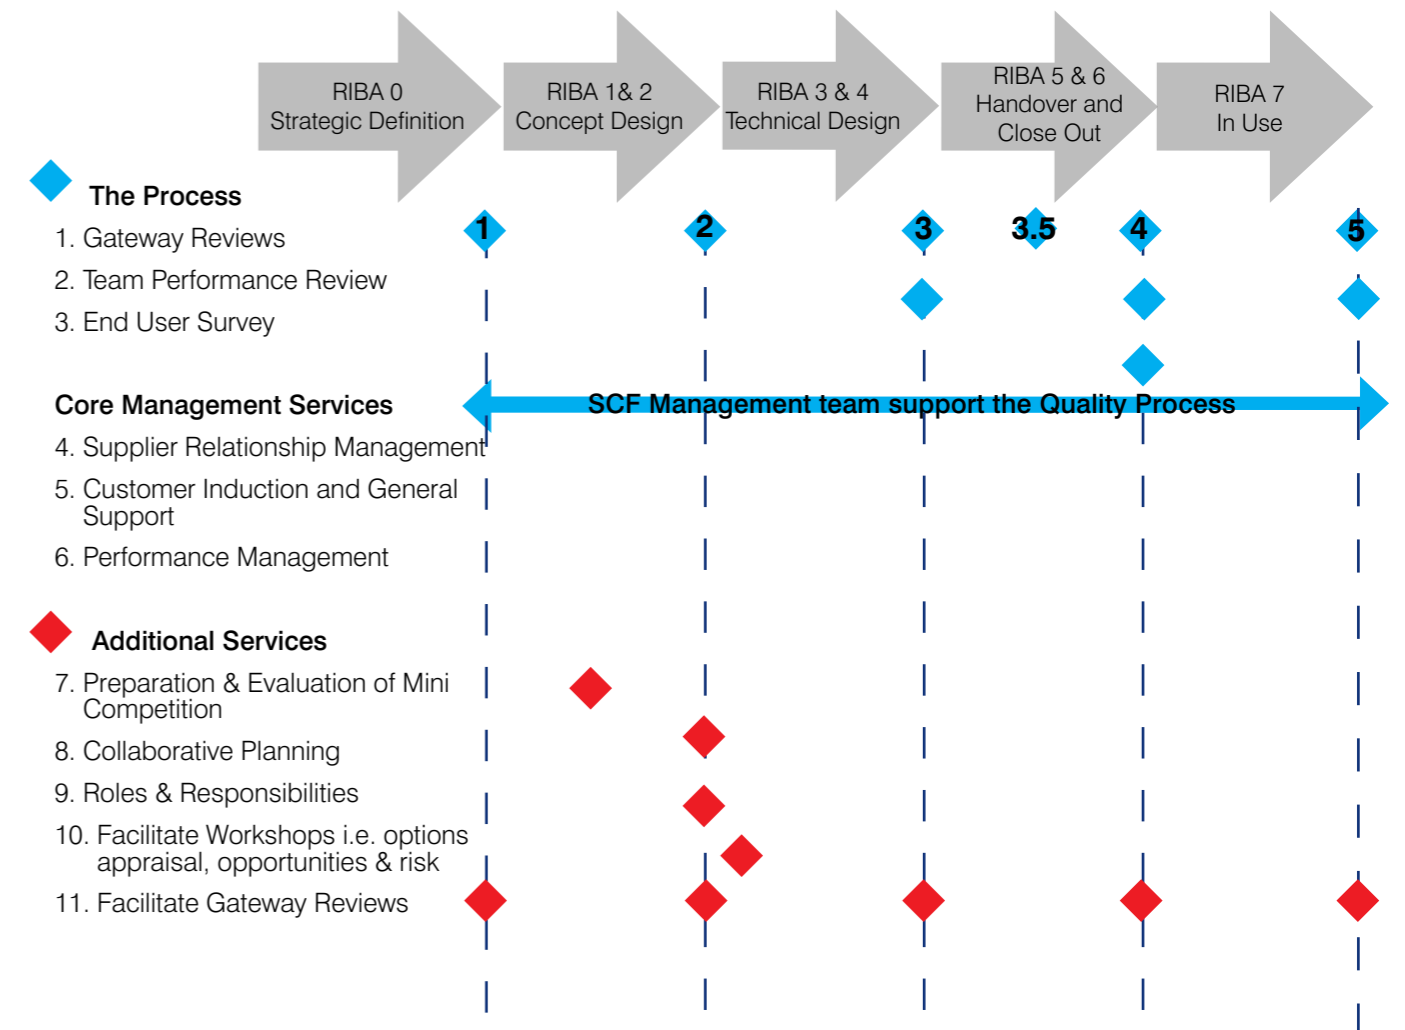 RIBA 0
Strategic Definition
RIBA 1& 2
Concept Design
RIBA 3 & 4
Technical Design
RIBA 5 & 6
Handover and
Close Out
RIBA 7
In Use
The Process
1. Gateway Reviews
1
2
3
3.5
4
5
2. Team Performance Review
3. End User Survey
Core Management Services
SCF Management team support the Quality Process
4. Supplier Relationship Management
5. Customer Induction and General
Support
6. Performance Management
Additional Services
7. Preparation & Evaluation of Mini
Competition
8. Collaborative Planning
9. Roles & Responsibilities
10. Facilitate Workshops i.e. options
appraisal, opportunities & risk
11. Facilitate Gateway Reviews